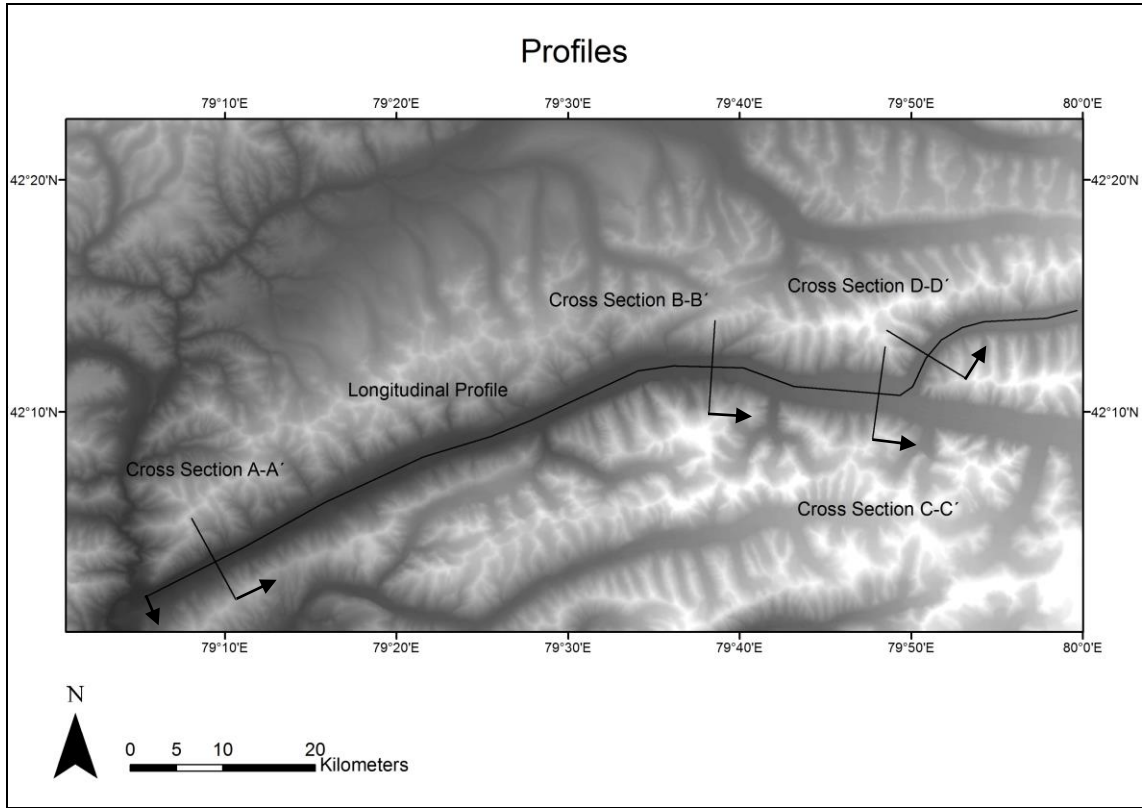 Profiles
79°10'E 79°20'E 79°30'E 79°40'E 79°50'E 80°0'E
42°20'N 42°20'N
Cross Section B-B´ Cross Section D-D´
Longitudinal Profile
42°10'N 42°10'N
Cross Section A-A´
Cross Section C-C´
79°10'E 79°20'E 79°30'E 79°40'E 79°50'E 80°0'E
N
0 5 10 20
Kilometers